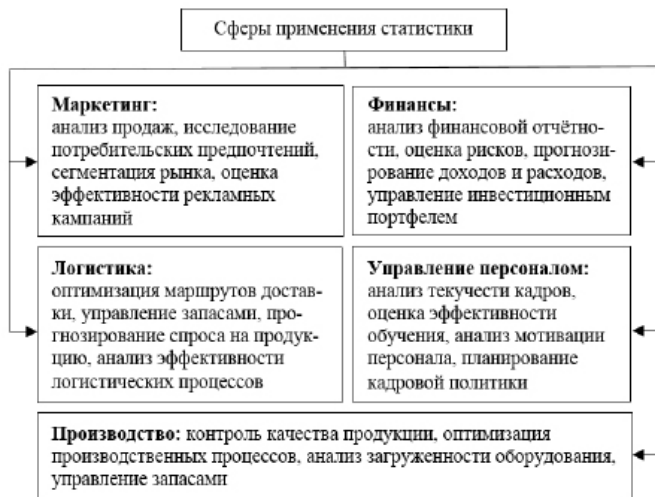 Сферы применения статистики
Маркетинг:
анализ продаж, исследование
потребительских предпочтений,
сегментация рынка, оценка
эффективности рекламных
кампаний
Финансы:
анализ финансовой отчётно-
сти, оценка рисков, прогнози-
рование доходов и расходов,
управление инвестиционным
портфелем
Логистика:
оптимизация маршрутов достав-
ки, управление запасами, про-
гнозирование спроса на продук-
цию, анализ эффективности
логистических процессов
Управление персоналом:
анализ текучести кадров,
оценка эффективности
обучения, анализ мотивации
персонала, планирование
кадровой политики
Производство: контроль качества продукции, оптимизация
производственных процессов, анализ загруженности оборудования,
управление запасами